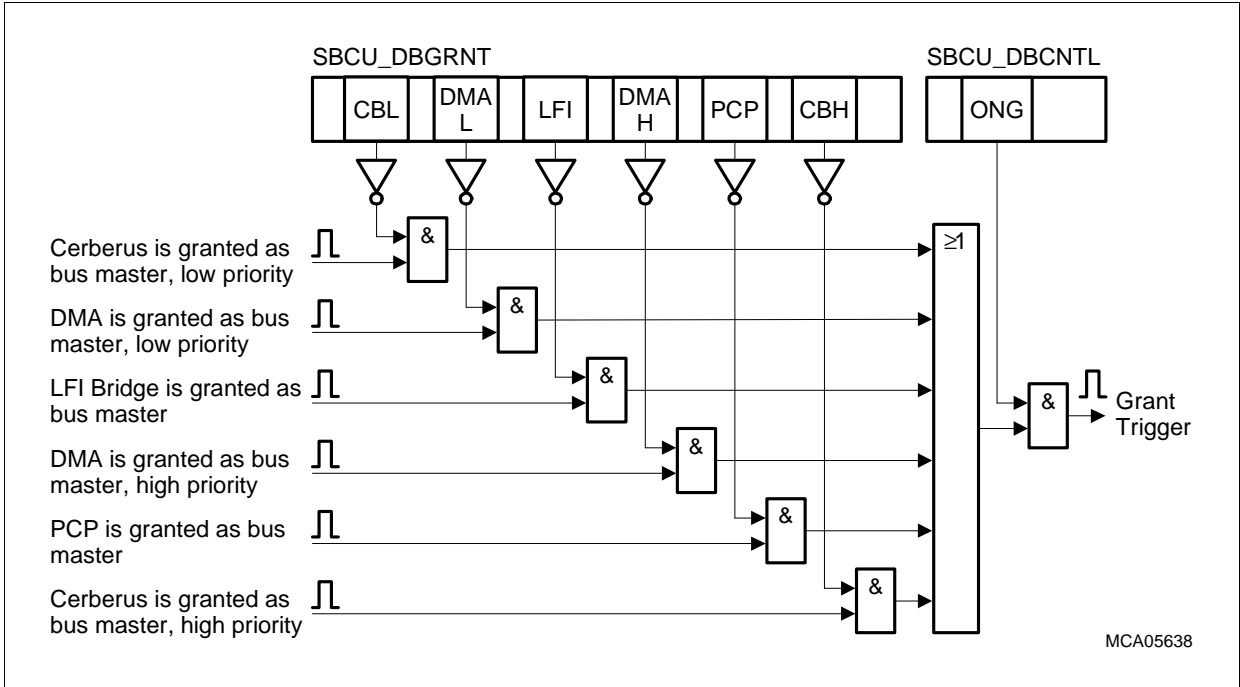 SBCU_DBGRNT
SBCU_DBCNTL
CBL
DMA
L
LFI
DMA
H
PCP
CBH
ONG
Cerberus is granted as
bus master, low priority
&
DMA is granted as bus
master, low priority
&
LFI Bridge is granted as
bus master
&
DMA is granted as bus
master, high priority
&
PCP is granted as bus
master
&
Cerberus is granted as
bus master, high priority
&
≥1
&
Grant
Trigger
MCA05638